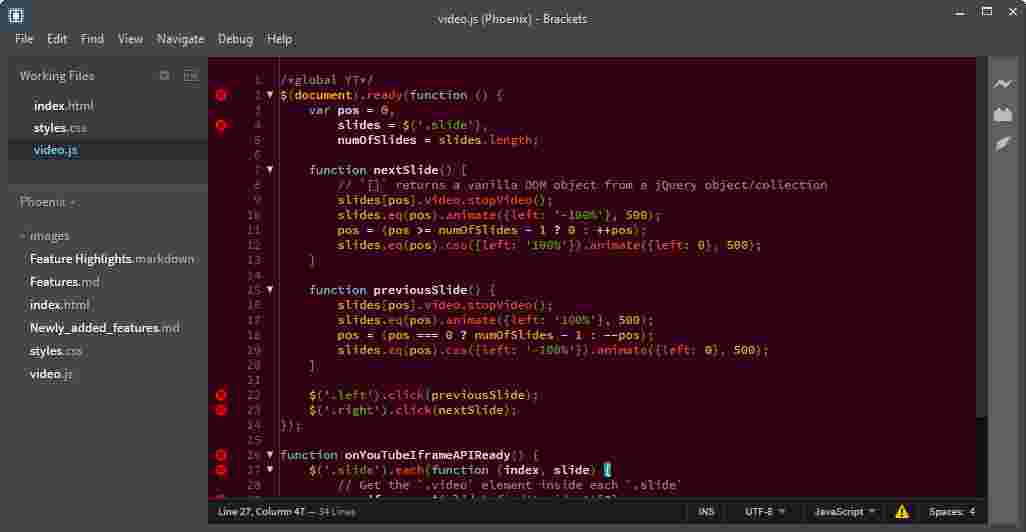 video.js (Phoenix) - Brackets
File Edit Find View Navigate Debug Help
Working Files
index.html
styles.css
video.js
Phoenix
images
Feature Highlights.markdown
Features.md
index.html
Newly_added_features.md
styles.css
video.js
1 /*global YT*/
2 $(document).ready(function () {
3 var pos = 0,
4 slides = $('.slide'),
5 numOfSlides = slides.length;
6
7 function nextSlide() {
8 // `[]` returns a vanilla DOM object from a jQuery object/collection
9 slides[pos].video.stopVideo();
10 slides.eq(pos).animate({left: '-100%'}, 500);
11 pos = (pos >= numOfSlides - 1 ? 0 : ++pos);
12 slides.eq(pos).css({left: '100%'}).animate({left: 0}, 500);
13 }
14
15 function previousSlide() {
16 slides[pos].video.stopVideo();
17 slides.eq(pos).animate({left: '100%'}, 500);
18 pos = (pos === 0 ? numOfSlides - 1 : --pos);
19 slides.eq(pos).css({left: '-100%'}).animate({left: 0}, 500);
20 }
21
22 $('.left').click(previousSlide);
23 $('.right').click(nextSlide);
24 });
25
26 function onYouTubeIframeAPIReady() {
27 $('.slide').each(function (index, slide) {
28 // Get the `.video` element inside each `.slide`
Line 27, Column 47 — 34 Lines
INS UTF-8 JavaScript Spaces: 4